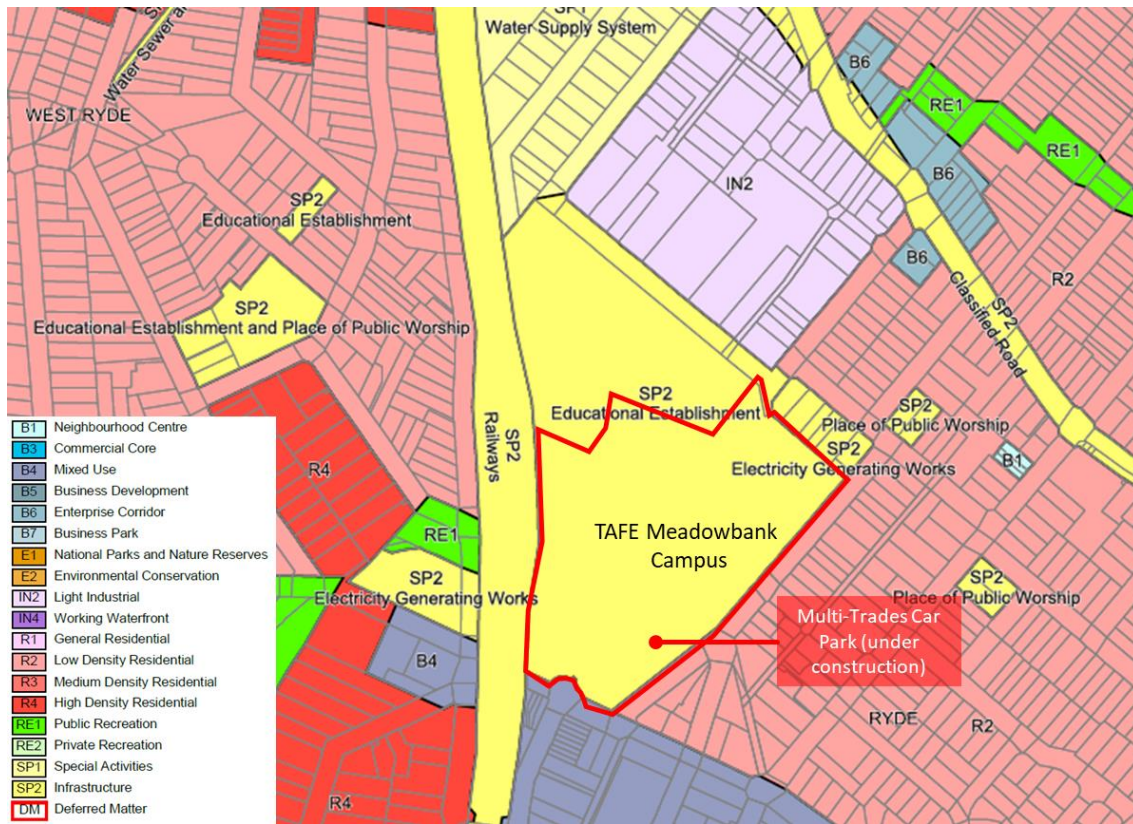 SP1
Water Supply System
Water Sewer a
WEST RYDE
B6
RE1
RE1
B6
IN2
SP2
Educational Establishment
B6
R2
SP2
Classified Road
SP2
Educational Establishment and Place of Public Worship
SP2
Educational Establishment
SP2
Railways
SP2
Place of Public Worship
SP2
Electricity Generating Works
B1
R4
RE1
TAFE Meadowbank
Campus
SP2
Electricity Generating Works
SP2
Place of Public Worship
Multi-Trades Car
Park (under
construction)
B4
RYDE
R2
R4
B1 Neighbourhood Centre
B3 Commercial Core
B4 Mixed Use
B5 Business Development
B6 Enterprise Corridor
B7 Business Park
E1 National Parks and Nature Reserves
E2 Environmental Conservation
IN2 Light Industrial
IN4 Working Waterfront
R1 General Residential
R2 Low Density Residential
R3 Medium Density Residential
R4 High Density Residential
RE1 Public Recreation
RE2 Private Recreation
SP1 Special Activities
SP2 Infrastructure
DM Deferred Matter